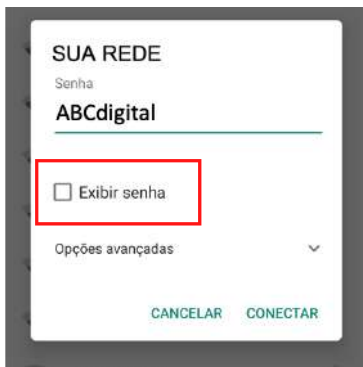 SUA REDE
Senha
ABCdigital
Exibir senha
Opções avançadas
CANCELAR CONECTAR